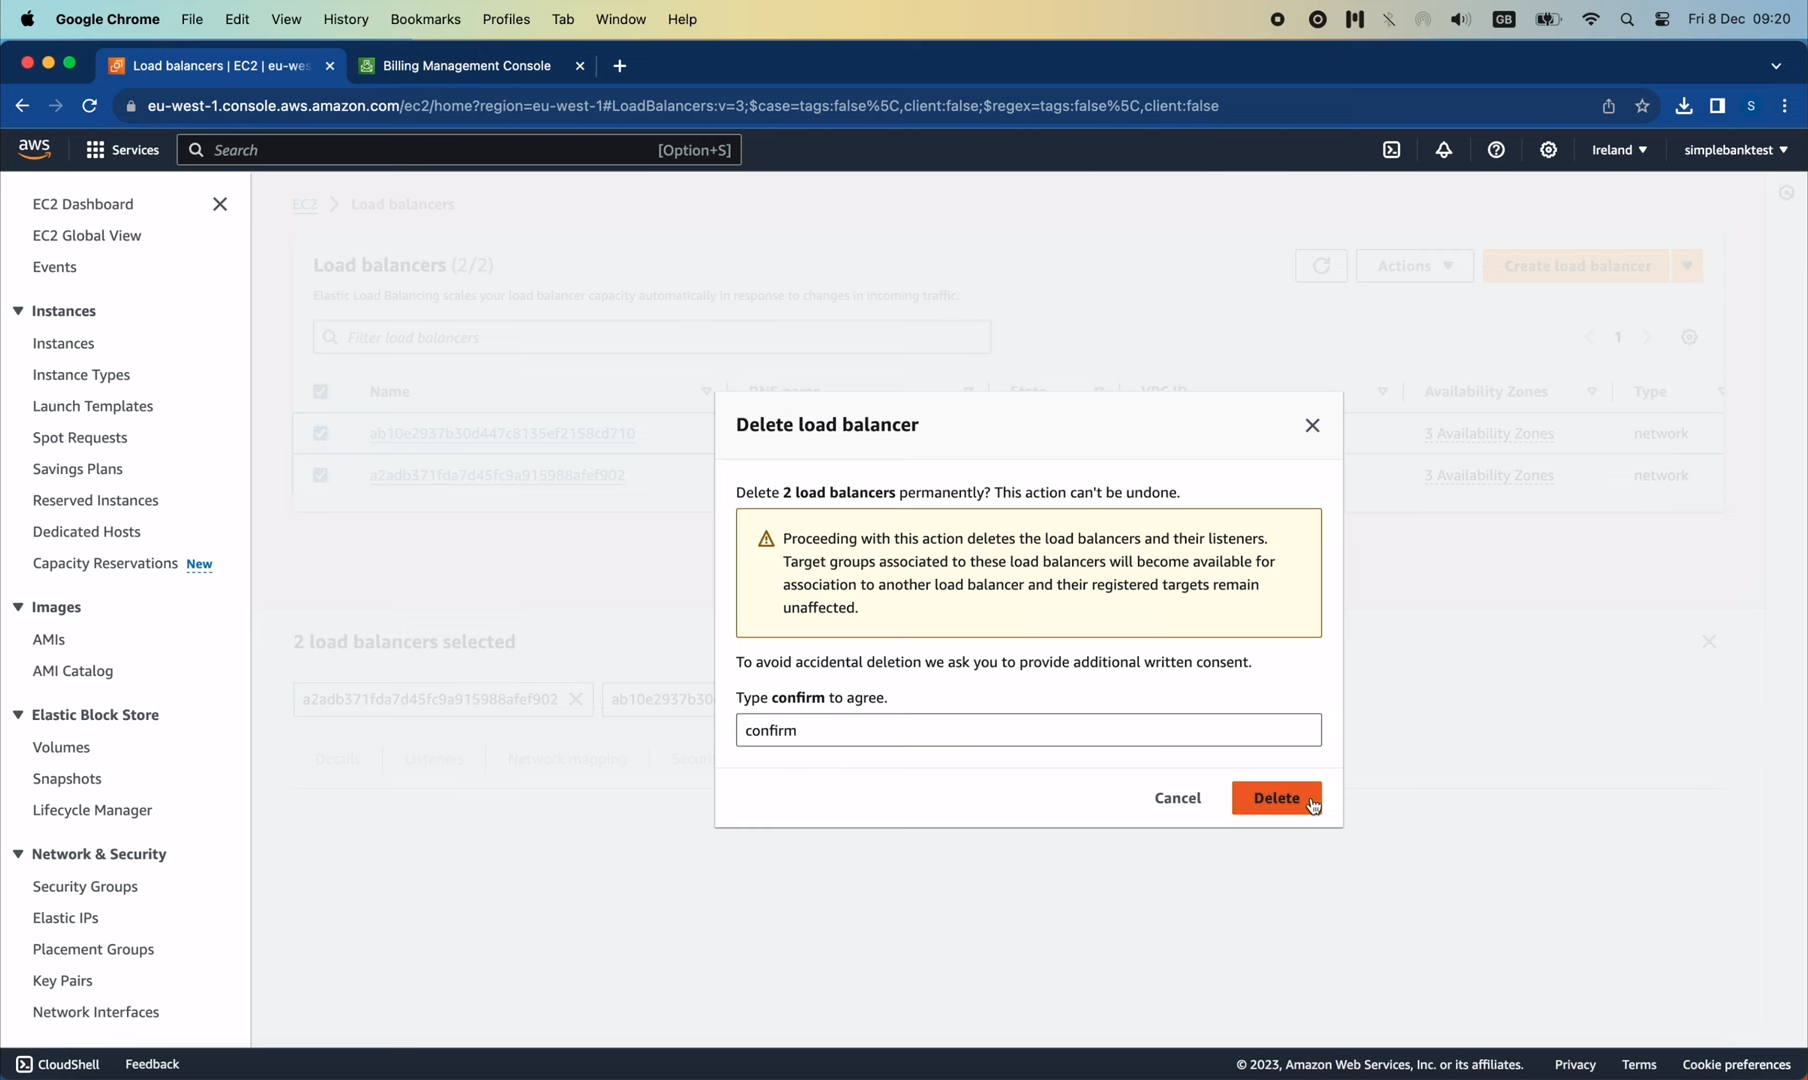 Google Chrome File Edit View History Bookmarks Profiles Tab Window Help GB Fri 8 Dec 09:20
Load balancers | EC2 | eu-wes Billing Management Console
eu-west-1.console.aws.amazon.com/ec2/home?region=eu-west-1#LoadBalancers:v=3;$case=tags:false%5C,client:false;$regex=tags:false%5C,client:false S
aws Services Search [Option+S] Ireland simplebanktest
EC2 Dashboard
EC2 Global View
Events
Instances
Instances
Instance Types
Launch Templates
Spot Requests
Savings Plans
Reserved Instances
Dedicated Hosts
Capacity Reservations New
Images
AMIs
AMI Catalog
Elastic Block Store
Volumes
Snapshots
Lifecycle Manager
Network & Security
Security Groups
Elastic IPs
Placement Groups
Key Pairs
Network Interfaces
EC2 > Load balancers
Load balancers (2/2) Actions Create load balancer
Elastic Load Balancing scales your load balancer capacity automatically in response to changes in incoming traffic.
Filter load balancers 1
Name DNS name State VPC ID Availability Zones Type
ab10e2937b30d447c8135ef2158cd710 3 Availability Zones network
a2adb371fda7d45fc9a915988afef902 3 Availability Zones network
2 load balancers selected
a2adb371fda7d45fc9a915988afef902 ab10e2937b30
Details Listeners Network mapping Securi
Delete load balancer
Delete 2 load balancers permanently? This action can't be undone.
Proceeding with this action deletes the load balancers and their listeners.
Target groups associated to these load balancers will become available for
association to another load balancer and their registered targets remain
unaffected.
To avoid accidental deletion we ask you to provide additional written consent.
Type confirm to agree.
confirm
Cancel Delete
CloudShell Feedback © 2023, Amazon Web Services, Inc. or its affiliates. Privacy Terms Cookie preferences